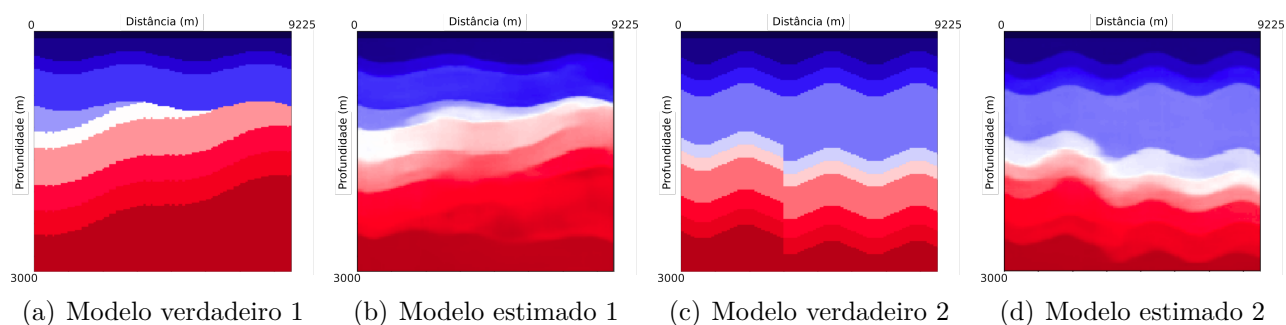 0 Distância (m) 9225 0 Distância (m) 9225 0 Distância (m) 9225 0 Distância (m) 9225
Profundidade (m) Profundidade (m) Profundidade (m) Profundidade (m)
3000 3000 3000 3000
(a) Modelo verdadeiro 1 (b) Modelo estimado 1 (c) Modelo verdadeiro 2 (d) Modelo estimado 2